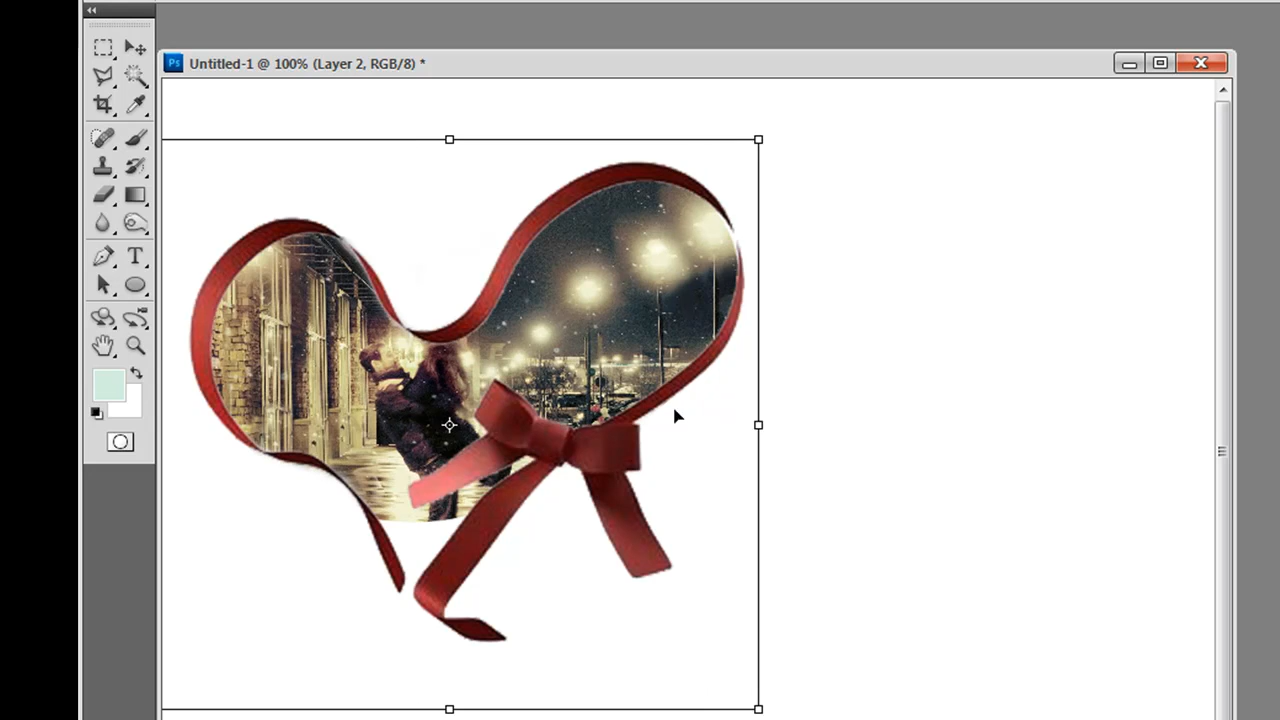 Ps Untitled-1 @ 100% (Layer 2, RGB/8) *
T